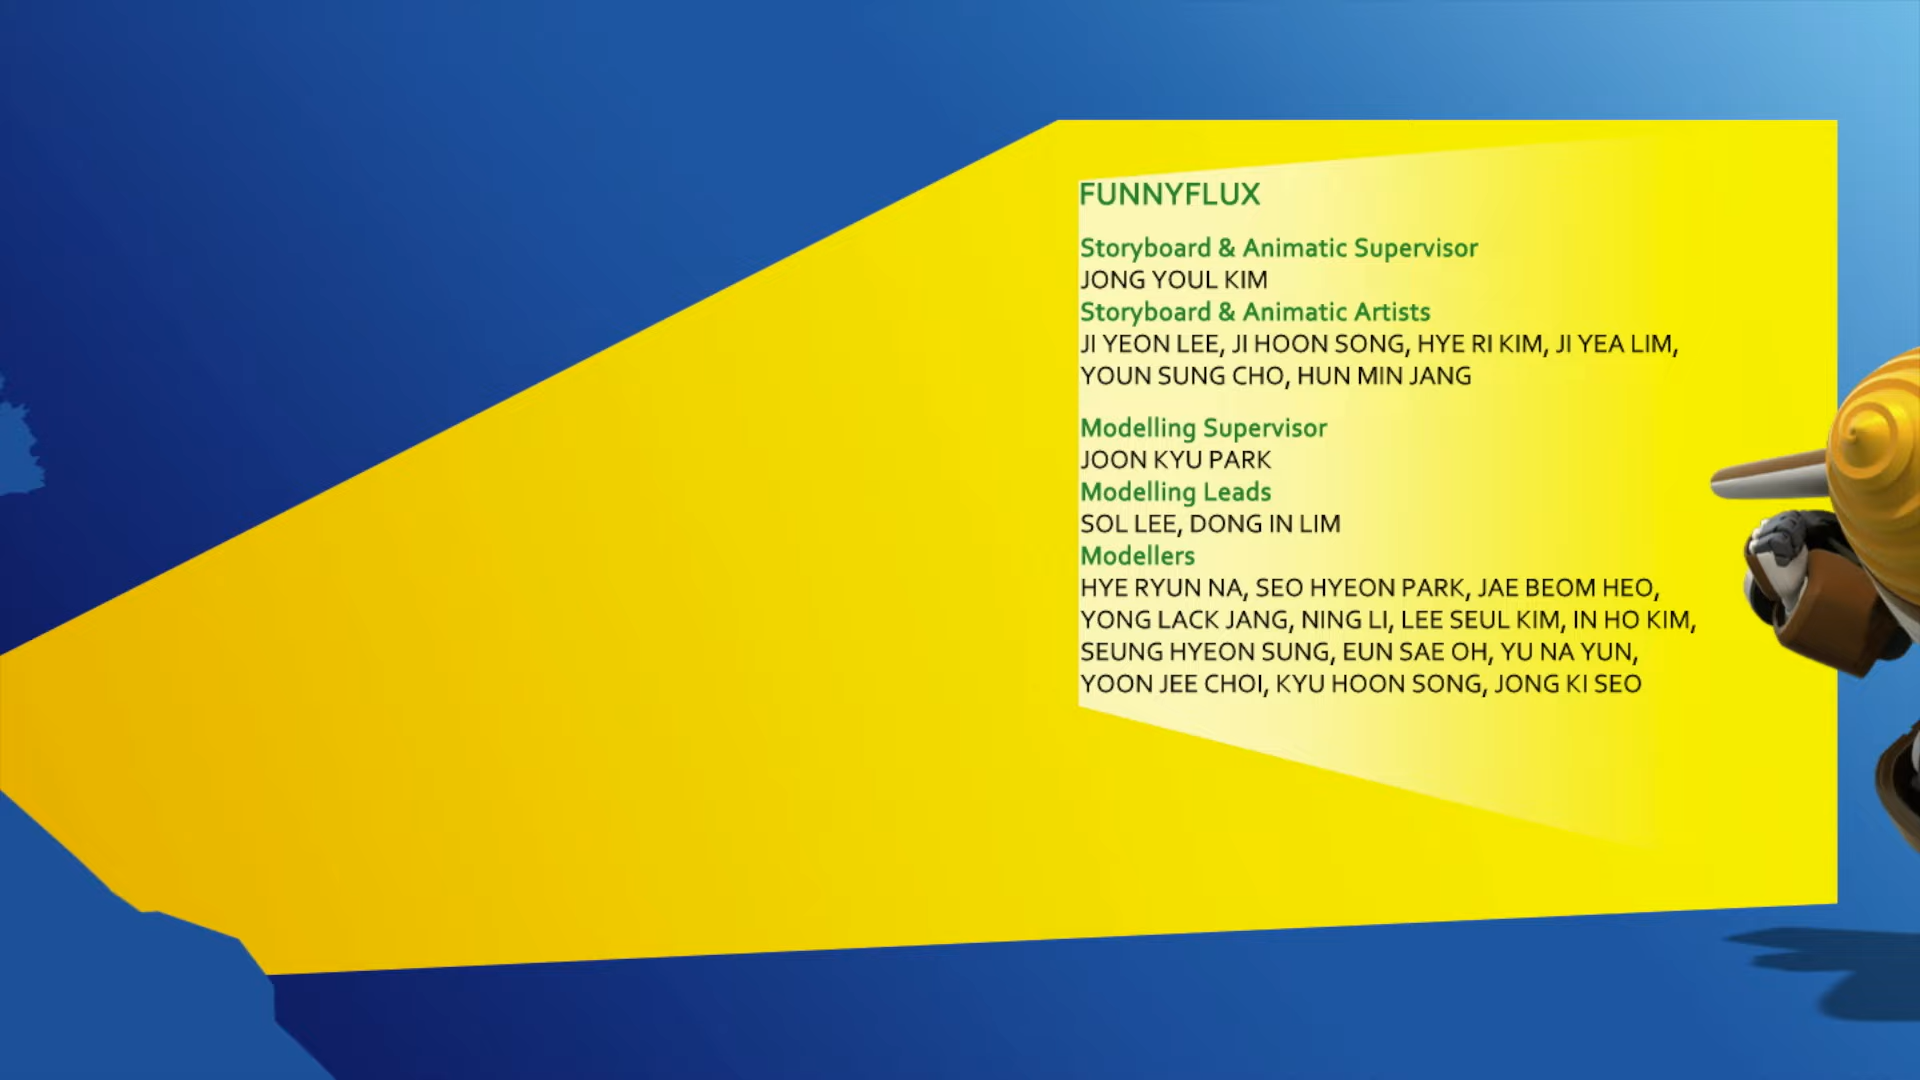 FUNNYFLUX
Storyboard & Animatic Supervisor
JONG YOUL KIM
Storyboard & Animatic Artists
JI YEON LEE, JI HOON SONG, HYE RI KIM, JI YEA LIM,
YOUN SUNG CHO, HUN MIN JANG
Modelling Supervisor
JOON KYU PARK
Modelling Leads
SOL LEE, DONG IN LIM
Modellers
HYE RYUN NA, SEO HYEON PARK, JAE BEOM HEO,
YONG LACK JANG, NING LI, LEE SEUL KIM, IN HO KIM,
SEUNG HYEON SUNG, EUN SAE OH, YU NA YUN,
YOON JEE CHOI, KYU HOON SONG, JONG KI SEO